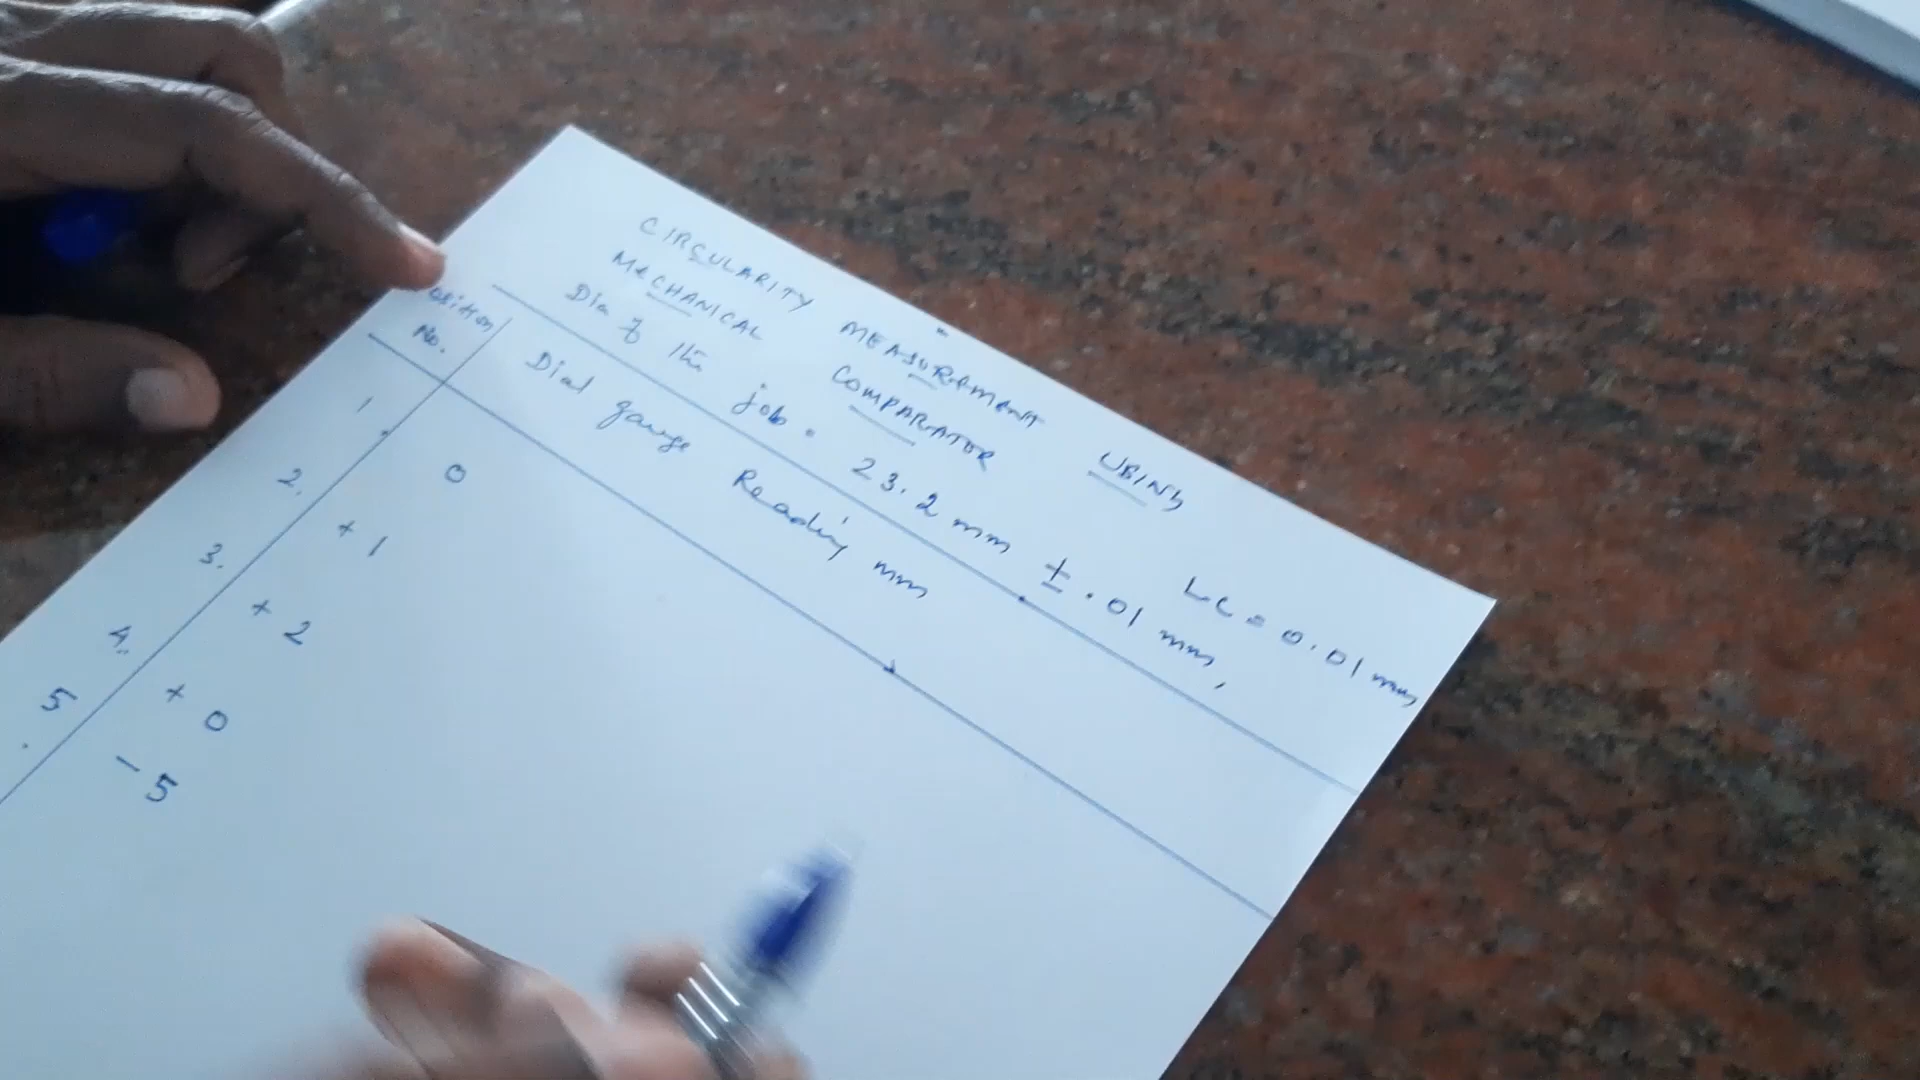 CIRCULARITY MEASUREMENT USING
MECHANICAL COMPARATOR LC = 0.01 mm
Dia of the job = 23.2 mm ± .01 mm,
Position No. Dial gauge Reading mm
1 0
2. + 1
3. + 2
4. + 0
5. - 5